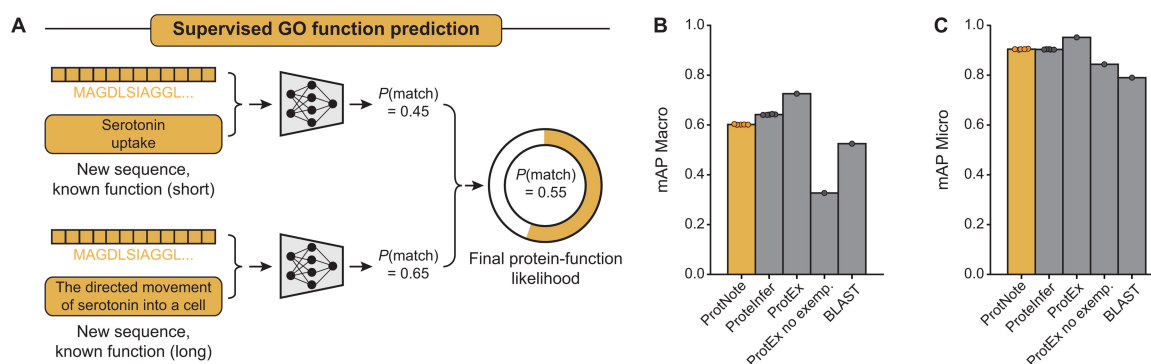 A
Supervised GO function prediction
MAGDLSIAGGL...
Serotonin
uptake
New sequence,
known function (short)
P(match)
= 0.45
MAGDLSIAGGL...
The directed movement
of serotonin into a cell
New sequence,
known function (long)
P(match)
= 0.65
P(match)
= 0.55
Final protein-function
likelihood
B
mAP Macro
1.0
0.8
0.6
0.4
0.2
0.0
ProtNote
ProteInfer
ProtEx
ProtEx no exemp.
BLAST
C
mAP Micro
1.0
0.8
0.6
0.4
0.2
0.0
ProtNote
ProteInfer
ProtEx
ProtEx no exemp.
BLAST